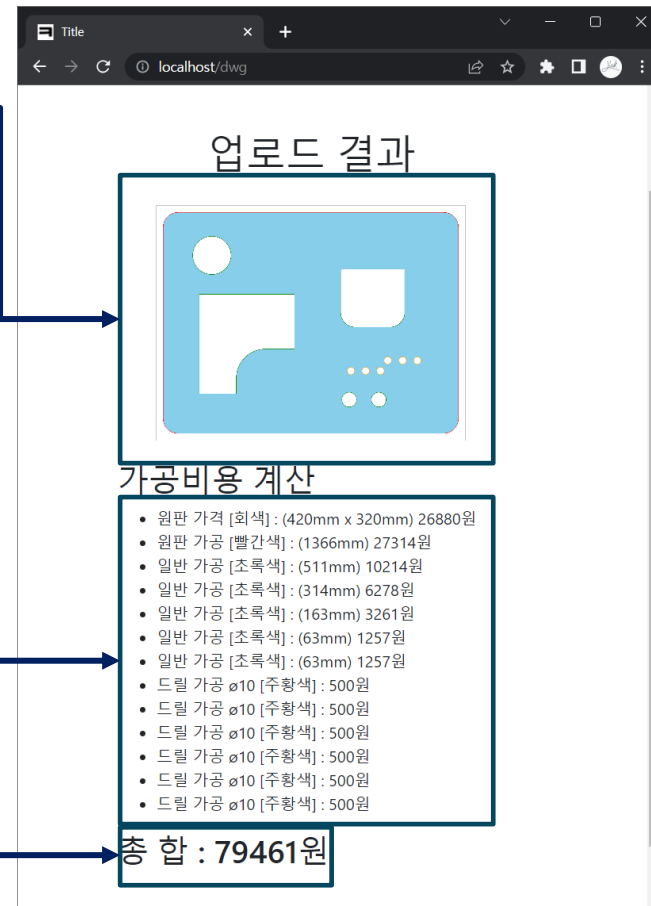 Title
localhost/dwg
업로드 결과
가공비용 계산
원판 가격 [회색] : (420mm x 320mm) 26880원
원판 가공 [빨간색] : (1366mm) 27314원
일반 가공 [초록색] : (511mm) 10214원
일반 가공 [초록색] : (314mm) 6278원
일반 가공 [초록색] : (163mm) 3261원
일반 가공 [초록색] : (63mm) 1257원
일반 가공 [초록색] : (63mm) 1257원
드릴 가공 ø10 [주황색] : 500원
드릴 가공 ø10 [주황색] : 500원
드릴 가공 ø10 [주황색] : 500원
드릴 가공 ø10 [주황색] : 500원
드릴 가공 ø10 [주황색] : 500원
드릴 가공 ø10 [주황색] : 500원
총 합 : 79461원